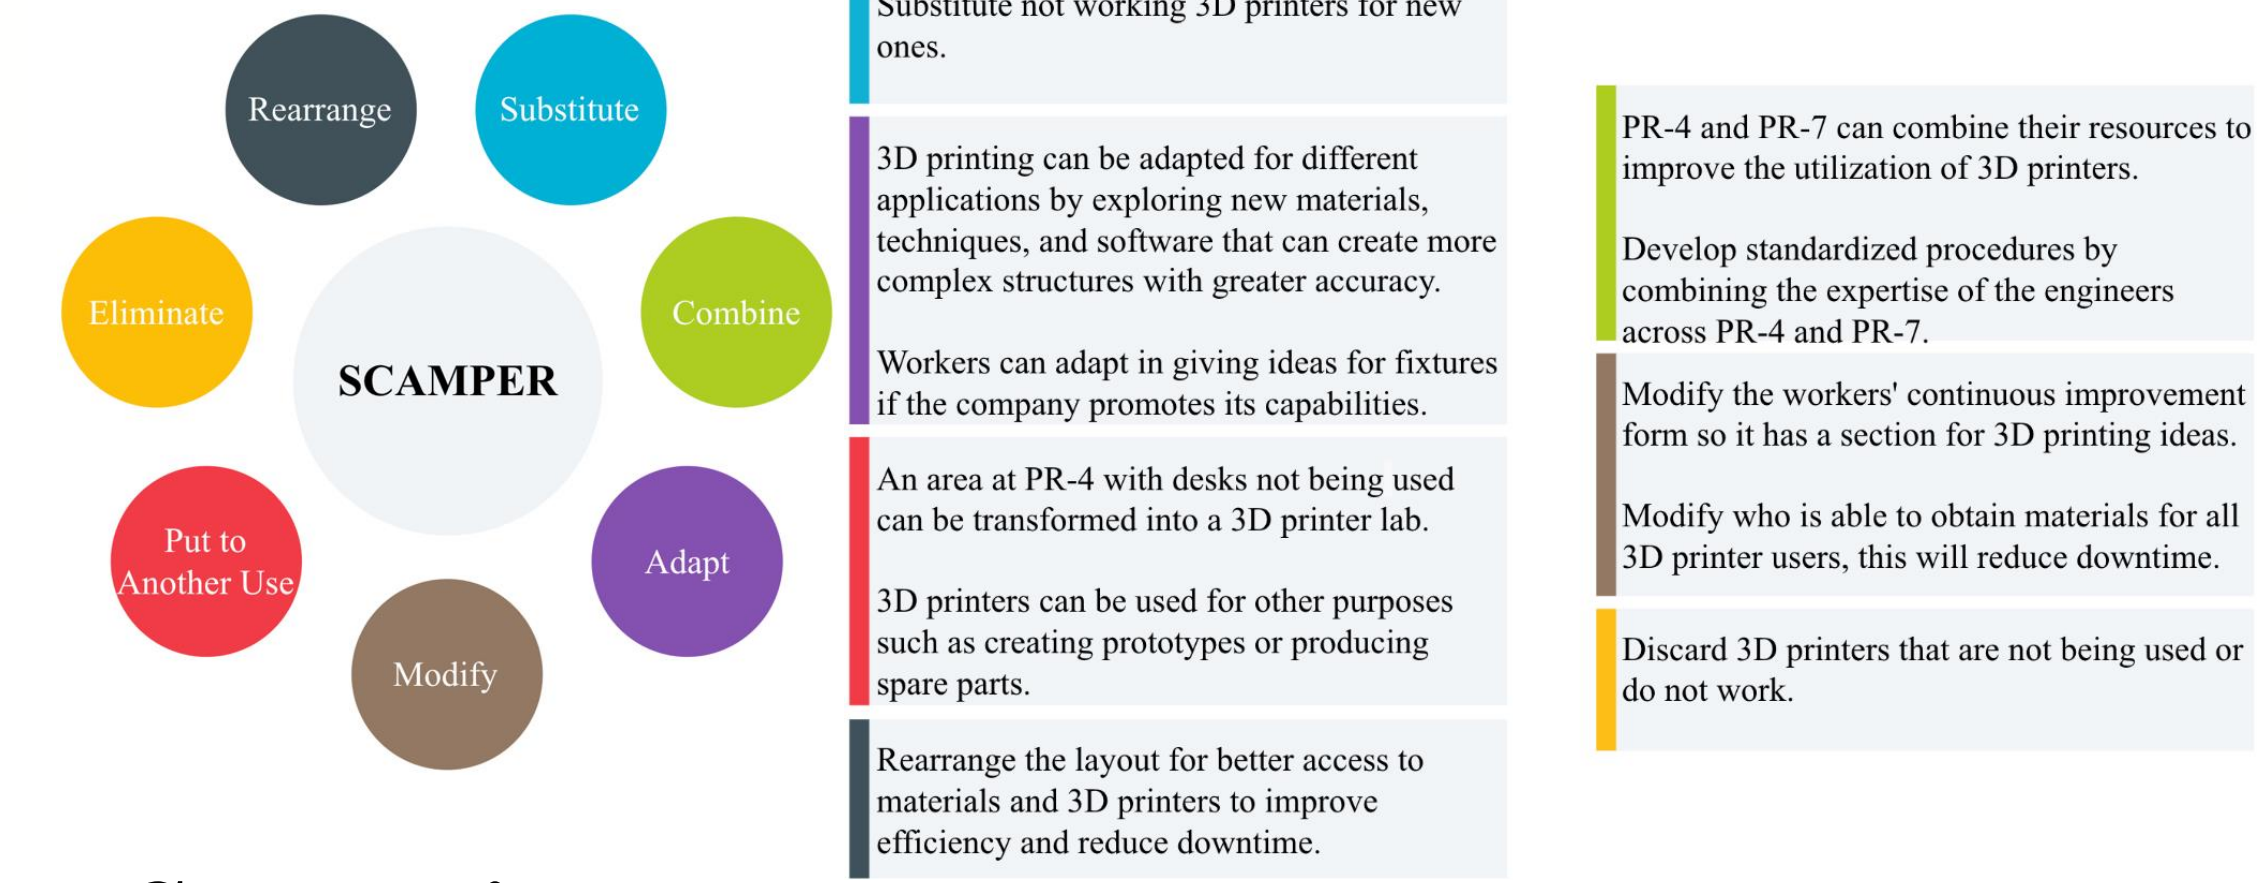 Rearrange
Substitute
Eliminate
Combine
SCAMPER
Put to
Another Use
Adapt
Modify
Substitute not working 3D printers for new
ones.
3D printing can be adapted for different
applications by exploring new materials,
techniques, and software that can create more
complex structures with greater accuracy.
Workers can adapt in giving ideas for fixtures
if the company promotes its capabilities.
An area at PR-4 with desks not being used
can be transformed into a 3D printer lab.
3D printers can be used for other purposes
such as creating prototypes or producing
spare parts.
Rearrange the layout for better access to
materials and 3D printers to improve
efficiency and reduce downtime.
PR-4 and PR-7 can combine their resources to
improve the utilization of 3D printers.
Develop standardized procedures by
combining the expertise of the engineers
across PR-4 and PR-7.
Modify the workers' continuous improvement
form so it has a section for 3D printing ideas.
Modify who is able to obtain materials for all
3D printer users, this will reduce downtime.
Discard 3D printers that are not being used or
do not work.